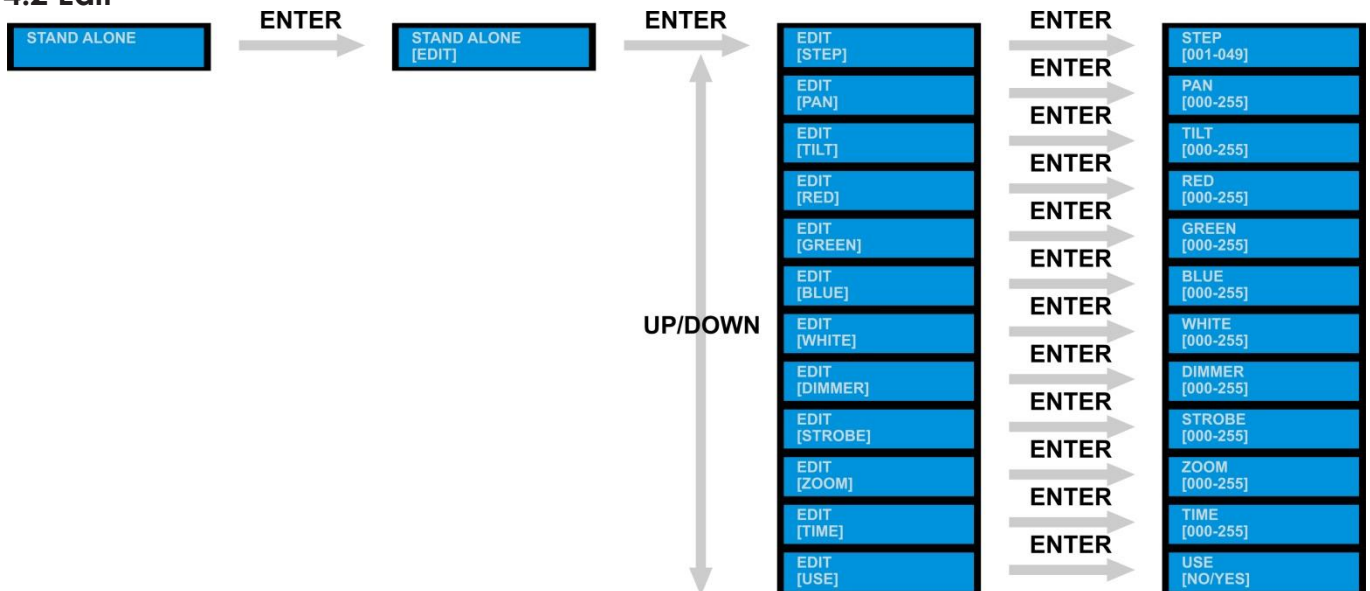 4.2 Edit
STAND ALONE
ENTER
STAND ALONE
[EDIT]
ENTER
UP/DOWN
EDIT
[STEP]
ENTER
STEP
[001-049]
EDIT
[PAN]
ENTER
PAN
[000-255]
EDIT
[TILT]
ENTER
TILT
[000-255]
EDIT
[RED]
ENTER
RED
[000-255]
EDIT
[GREEN]
ENTER
GREEN
[000-255]
EDIT
[BLUE]
ENTER
BLUE
[000-255]
EDIT
[WHITE]
ENTER
WHITE
[000-255]
EDIT
[DIMMER]
ENTER
DIMMER
[000-255]
EDIT
[STROBE]
ENTER
STROBE
[000-255]
EDIT
[ZOOM]
ENTER
ZOOM
[000-255]
EDIT
[TIME]
ENTER
TIME
[000-255]
EDIT
[USE]
ENTER
USE
[NO/YES]